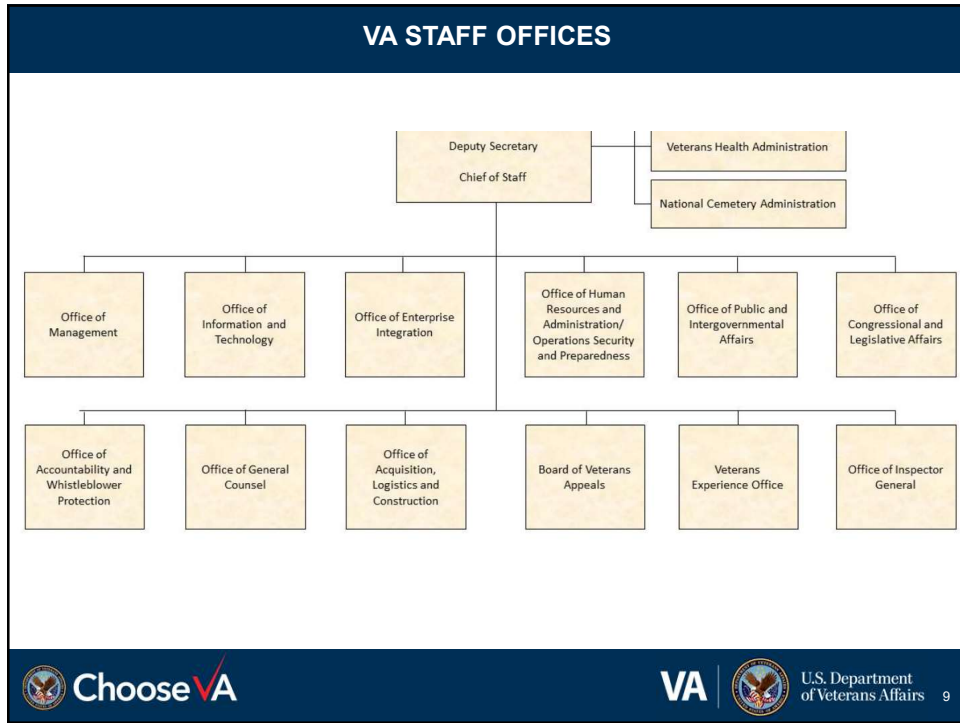 VA STAFF OFFICES
Deputy Secretary
Chief of Staff
Veterans Health Administration
National Cemetery Administration
Office of
Management
Office of
Information and
Technology
Office of Enterprise
Integration
Office of Human
Resources and
Administration/
Operations Security
and Preparedness
Office of Public and
Intergovernmental
Affairs
Office of
Congressional and
Legislative Affairs
Office of
Accountability and
Whistleblower
Protection
Office of General
Counsel
Office of
Acquisition,
Logistics and
Construction
Board of Veterans
Appeals
Veterans
Experience Office
Office of Inspector
General
Choose VA
VA
U.S. Department
of Veterans Affairs
9